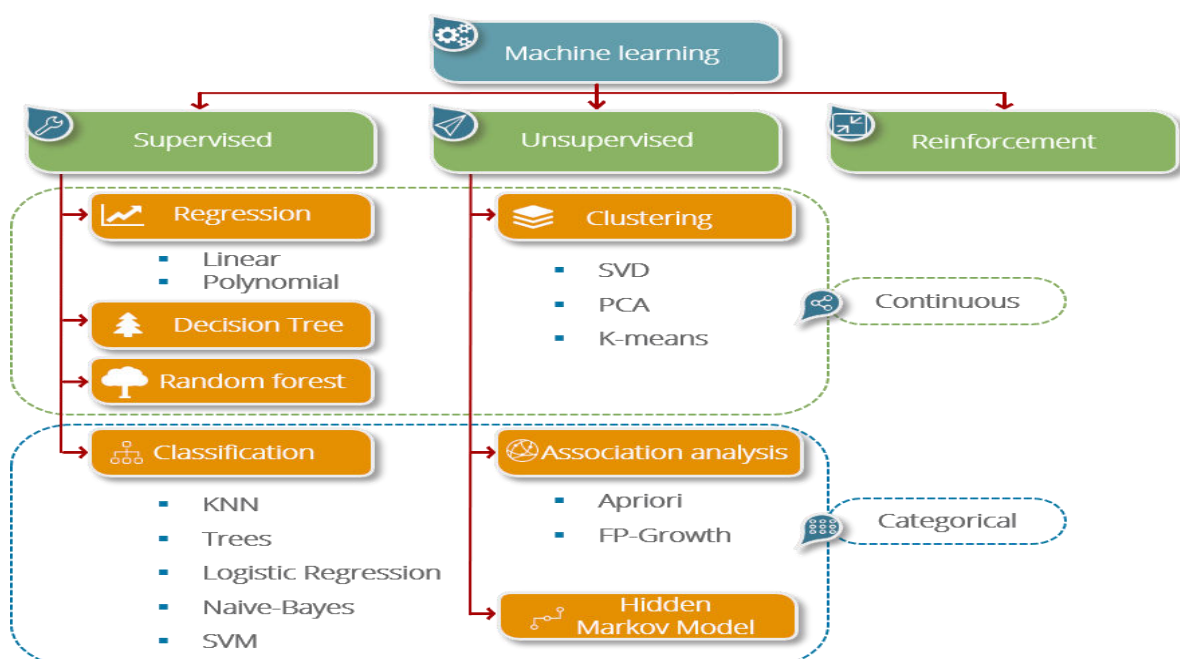 Machine learning
Supervised
Unsupervised
Reinforcement
Regression
Linear
Polynomial
Decision Tree
Random forest
Clustering
SVD
PCA
K-means
Continuous
Classification
KNN
Trees
Logistic Regression
Naive-Bayes
SVM
Association analysis
Apriori
FP-Growth
Hidden
Markov Model
Categorical